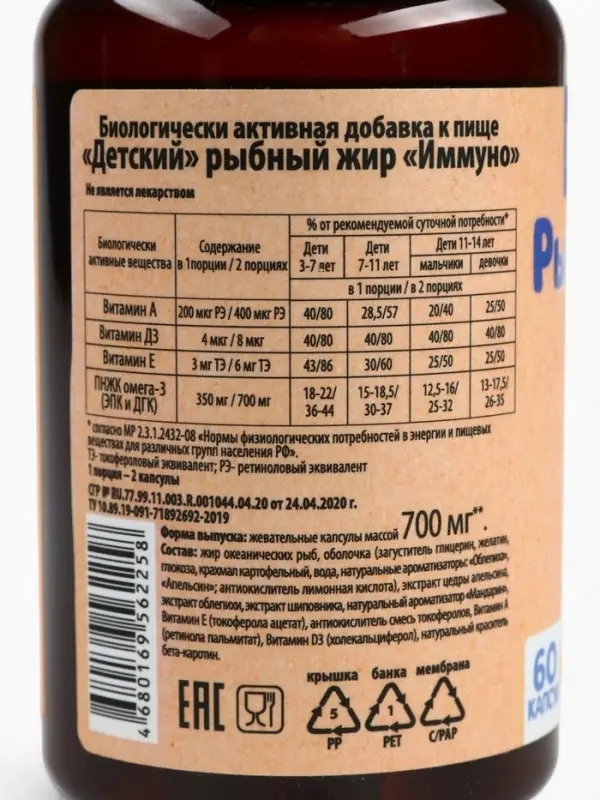 Биологически активная добавка к пище
«Детский» рыбный жир «Иммуно»
Не является лекарством
Биологически активные вещества
Содержание в 1порции / 2 порциях
% от рекомендуемой суточной потребности*
Дети 3-7 лет
Дети 7-11 лет
Дети 11-14 лет
мальчики девочки
в 1 порции / в 2 порциях
Витамин А 200 мкг РЭ / 400 мкг РЭ 40/80 28,5/57 20/40 25/50
Витамин Д3 4 мкг / 8 мкг 40/80 40/80 40/80 40/80
Витамин Е 3 мг ТЭ / 6 мг ТЭ 43/86 30/60 25/50 25/50
ПНЖК омега-3 (ЭПК и ДГК) 350 мг / 700 мг 18-22/36-44 15-18,5/30-37 12,5-16/25-32 13-17,5/26-35
* согласно МР 2.3.1.2432-08 «Нормы физиологических потребностей в энергии и пищевых
веществах для различных групп населения РФ».
ТЭ- токофероловый эквивалент; РЭ- ретиноловый эквивалент
1 порция – 2 капсулы
СГР № RU.77.99.11.003.R.001044.04.20 от 24.04.2020 г.
ТУ 10.89.19-091-71892692-2019
Форма выпуска: жевательные капсулы массой 700 мг**.
Состав: жир океанических рыб, оболочка (загуститель глицерин, желатин,
глюкоза, крахмал картофельный, вода, натуральные ароматизаторы: «Облепиха»,
«Апельсин»; антиокислитель лимонная кислота), экстракт цедры апельсина,
экстракт облепихи, экстракт шиповника, натуральный ароматизатор «Мандарин»,
Витамин Е (токоферола ацетат), антиокислитель смесь токоферолов, Витамин А
(ретинола пальмитат), Витамин D3 (холекальциферол), натуральный краситель
бета-каротин.
4680169562258
EAC
крышка банка мембрана
5 1
PP PET C/PAP
Ры
60
КАПСУ